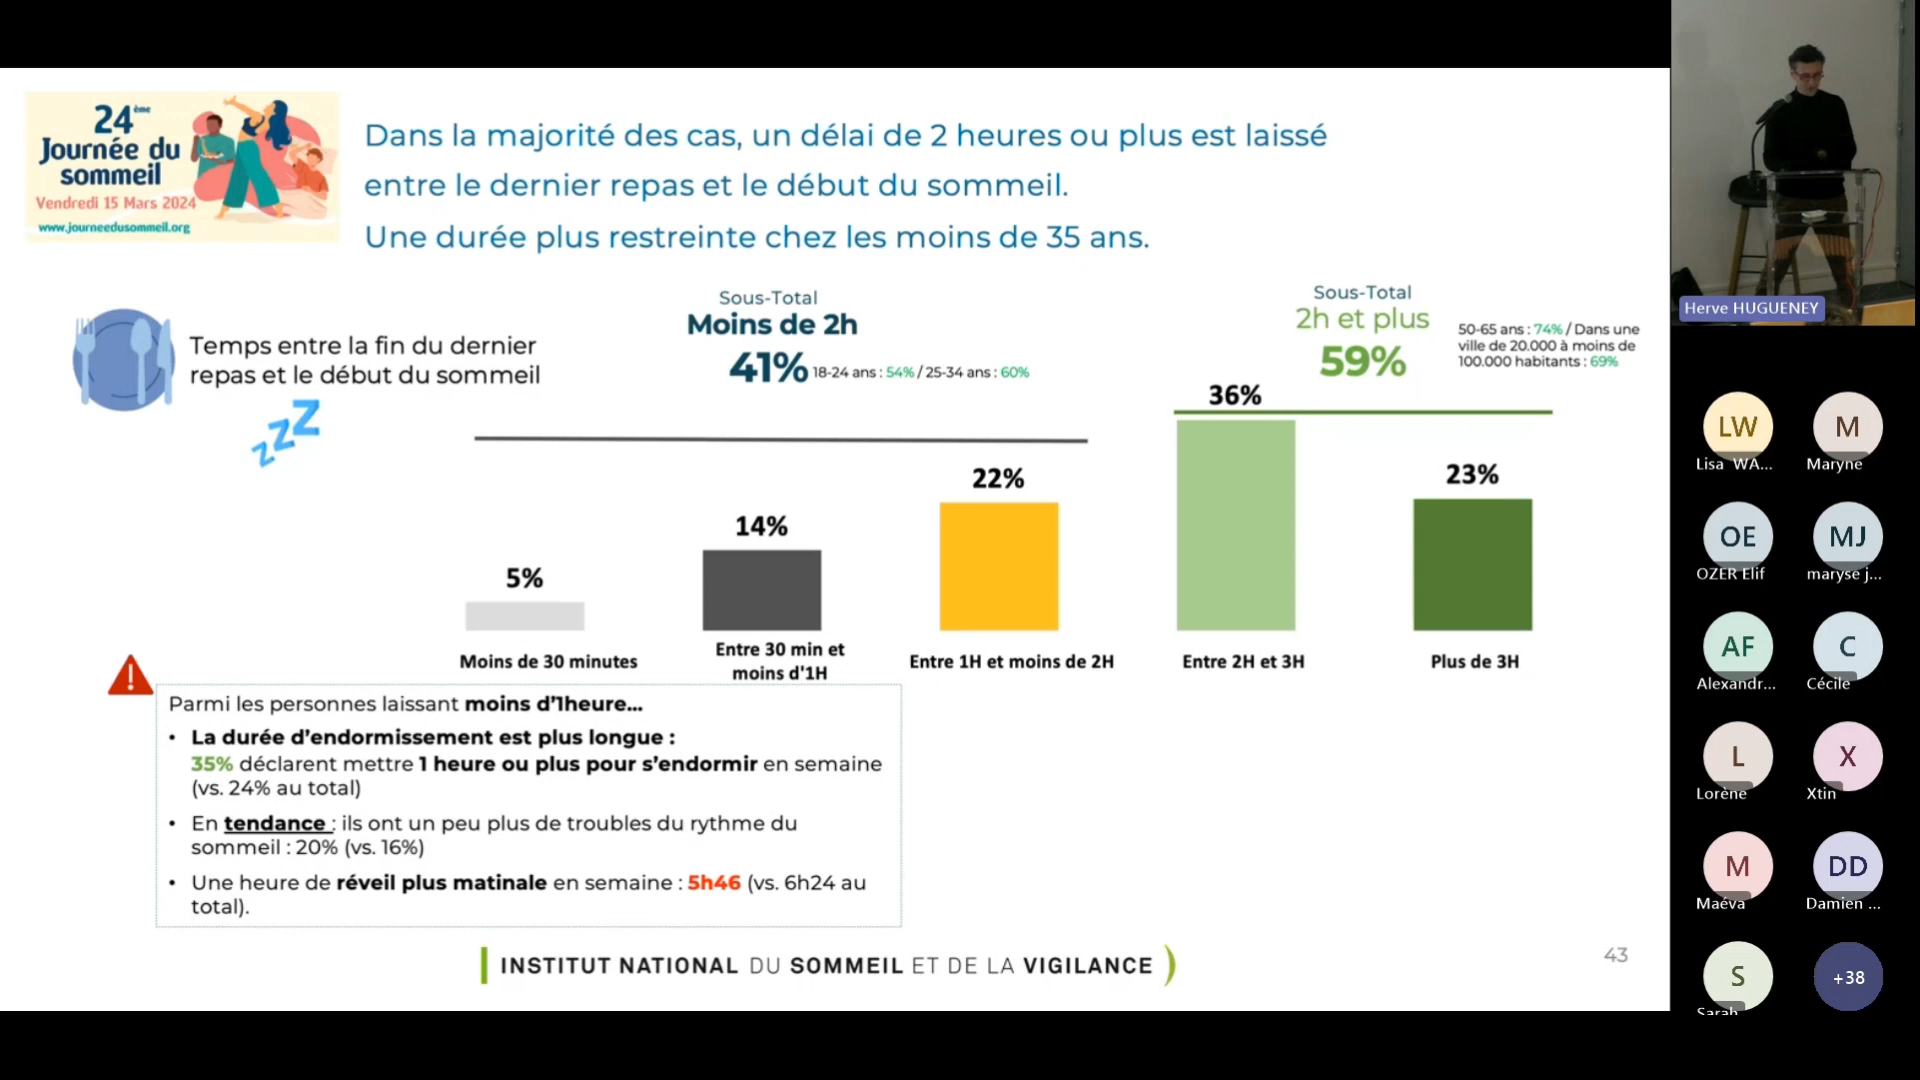 24ème
Journée du
sommeil
Vendredi 15 Mars 2024
www.journeedusommeil.org
Dans la majorité des cas, un délai de 2 heures ou plus est laissé
entre le dernier repas et le début du sommeil.
Une durée plus restreinte chez les moins de 35 ans.
Temps entre la fin du dernier
repas et le début du sommeil
zZZ
Sous-Total
Moins de 2h
41% 18-24 ans : 54% / 25-34 ans : 60%
Sous-Total
2h et plus
59%
50-65 ans : 74% / Dans une
ville de 20.000 à moins de
100.000 habitants : 69%
5%
14%
22%
36%
23%
Moins de 30 minutes
Entre 30 min et
moins d'1H
Entre 1H et moins de 2H
Entre 2H et 3H
Plus de 3H
!
Parmi les personnes laissant moins d'1heure...
• La durée d'endormissement est plus longue :
35% déclarent mettre 1 heure ou plus pour s'endormir en semaine
(vs. 24% au total)
• En tendance : ils ont un peu plus de troubles du rythme du
sommeil : 20% (vs. 16%)
• Une heure de réveil plus matinale en semaine : 5h46 (vs. 6h24 au
total).
INSTITUT NATIONAL DU SOMMEIL ET DE LA VIGILANCE
43
Herve HUGUENEY
LW
Lisa WA...
M
Maryne
OE
OZER Elif
MJ
maryse j...
AF
Alexandr...
C
Cécile
L
Lorène
X
Xtin
M
Maéva
DD
Damien ...
S
Sarah
+38